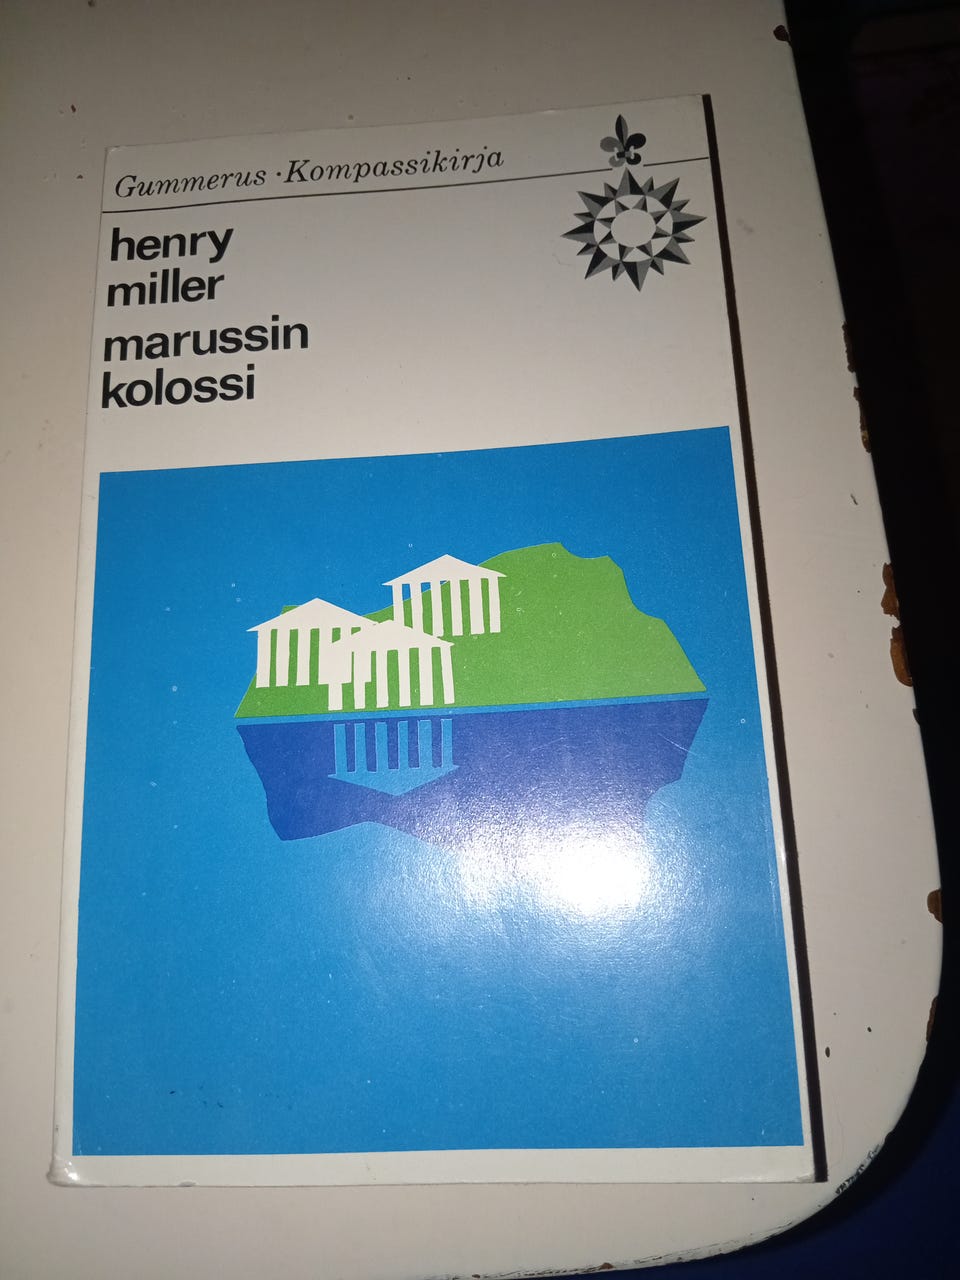 Gummerus · Kompassikirja
henry
miller
marussin
kolossi